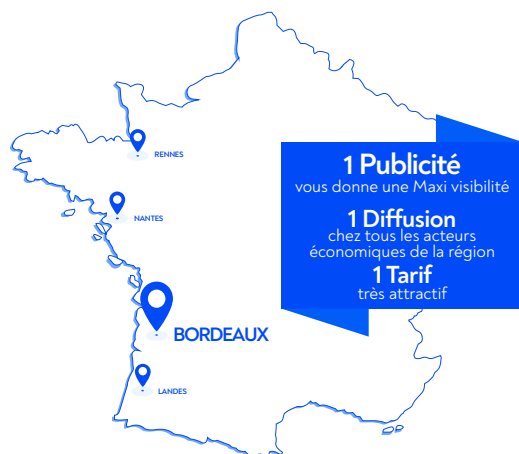 RENNES
1 Publicité
vous donne une Maxi visibilité
NANTES
1 Diffusion
chez tous les acteurs
économiques de la région
1 Tarif
très attractif
BORDEAUX
LANDES